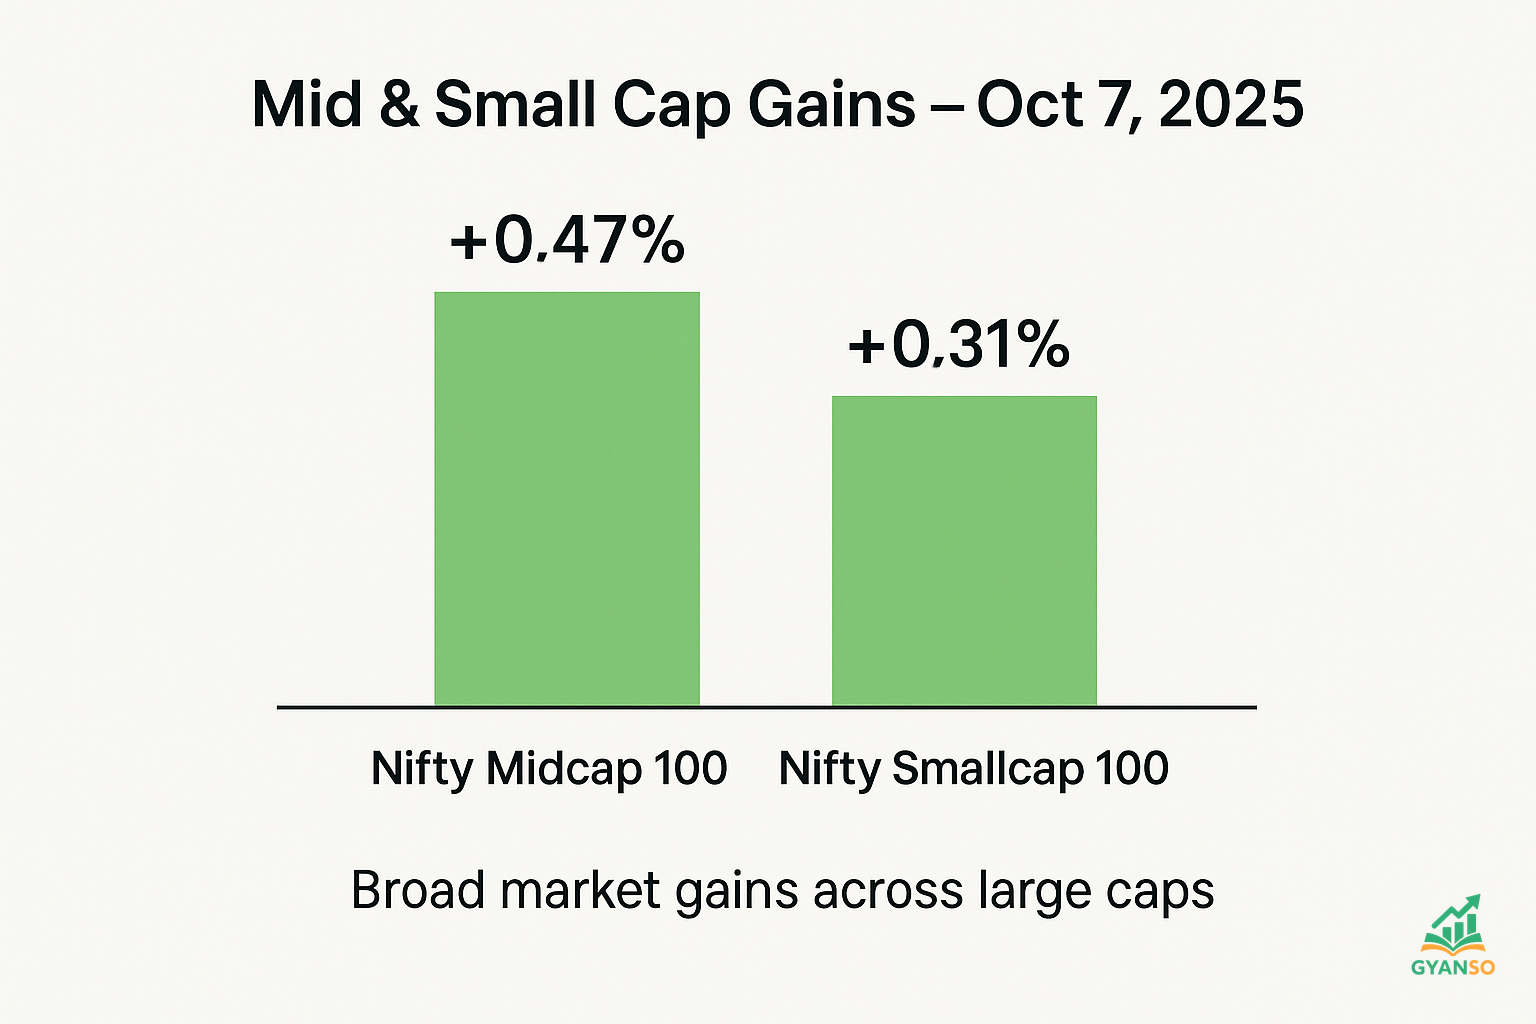 Mid & Small Cap Gains – Oct 7, 2025
+0.47%
+0.31%
Nifty Midcap 100
Nifty Smallcap 100
Broad market gains across large caps
GYANSO